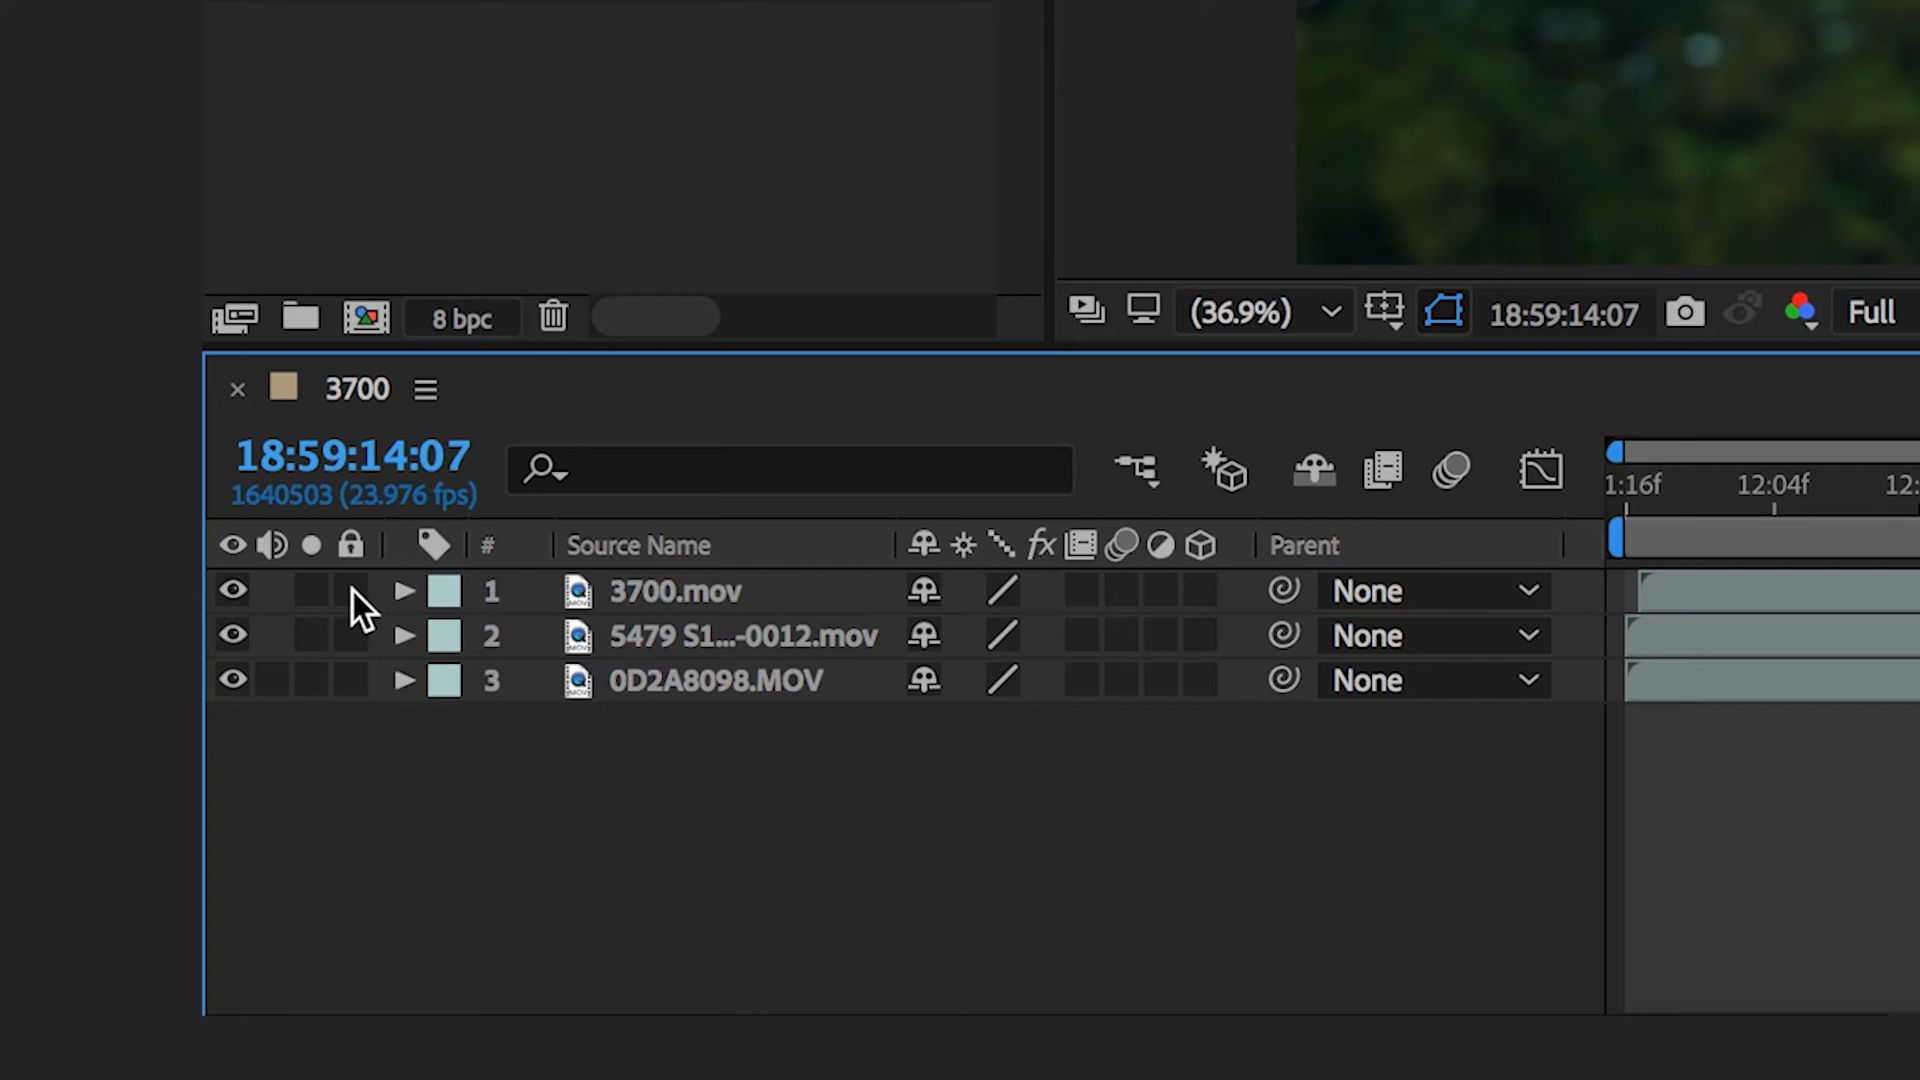 8 bpc
(36.9%) 18:59:14:07 Full
3700
18:59:14:07
1640503 (23.976 fps)
1:16f 12:04f 12:
# Source Name fx Parent
1 3700.mov None
2 5479 S1...-0012.mov None
3 0D2A8098.MOV None